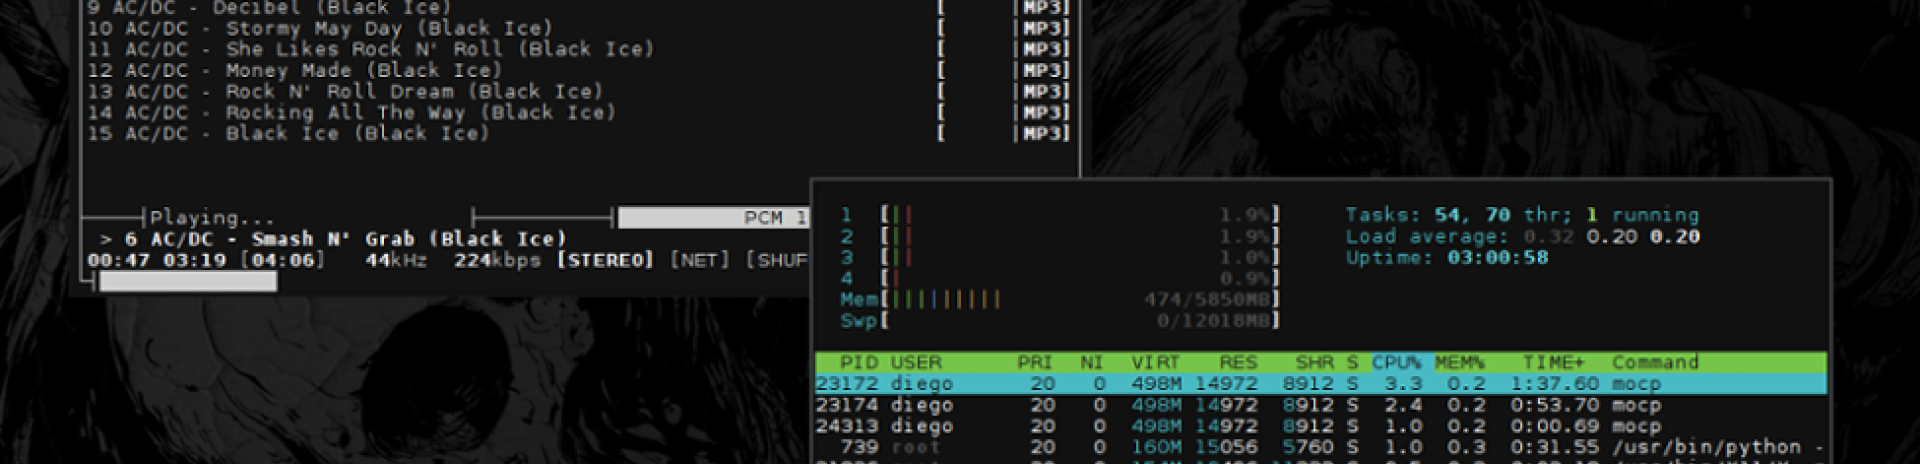 9 AC/DC - Decibel (Black Ice) [ |MP3]
10 AC/DC - Stormy May Day (Black Ice) [ |MP3]
11 AC/DC - She Likes Rock N' Roll (Black Ice) [ |MP3]
12 AC/DC - Money Made (Black Ice) [ |MP3]
13 AC/DC - Rock N' Roll Dream (Black Ice) [ |MP3]
14 AC/DC - Rocking All The Way (Black Ice) [ |MP3]
15 AC/DC - Black Ice (Black Ice) [ |MP3]
Playing... PCM 1
> 6 AC/DC - Smash N' Grab (Black Ice)
00:47 03:19 [04:06] 44kHz 224kbps [STEREO] [NET] [SHUF
1 [|| 1.9%]
2 [|| 1.9%]
3 [|| 1.0%]
4 [| 0.9%]
Mem[|||||||||| 474/5850MB]
Swp[ 0/12018MB]
Tasks: 54, 70 thr; 1 running
Load average: 0.32 0.20 0.20
Uptime: 03:00:58
PID USER PRI NI VIRT RES SHR S CPU% MEM% TIME+ Command
23172 diego 20 0 498M 14972 8912 S 3.3 0.2 1:37.60 mocp
23174 diego 20 0 498M 14972 8912 S 2.4 0.2 0:53.70 mocp
24313 diego 20 0 498M 14972 8912 S 1.0 0.2 0:00.69 mocp
739 root 20 0 160M 15056 5760 S 1.0 0.3 0:31.55 /usr/bin/python -